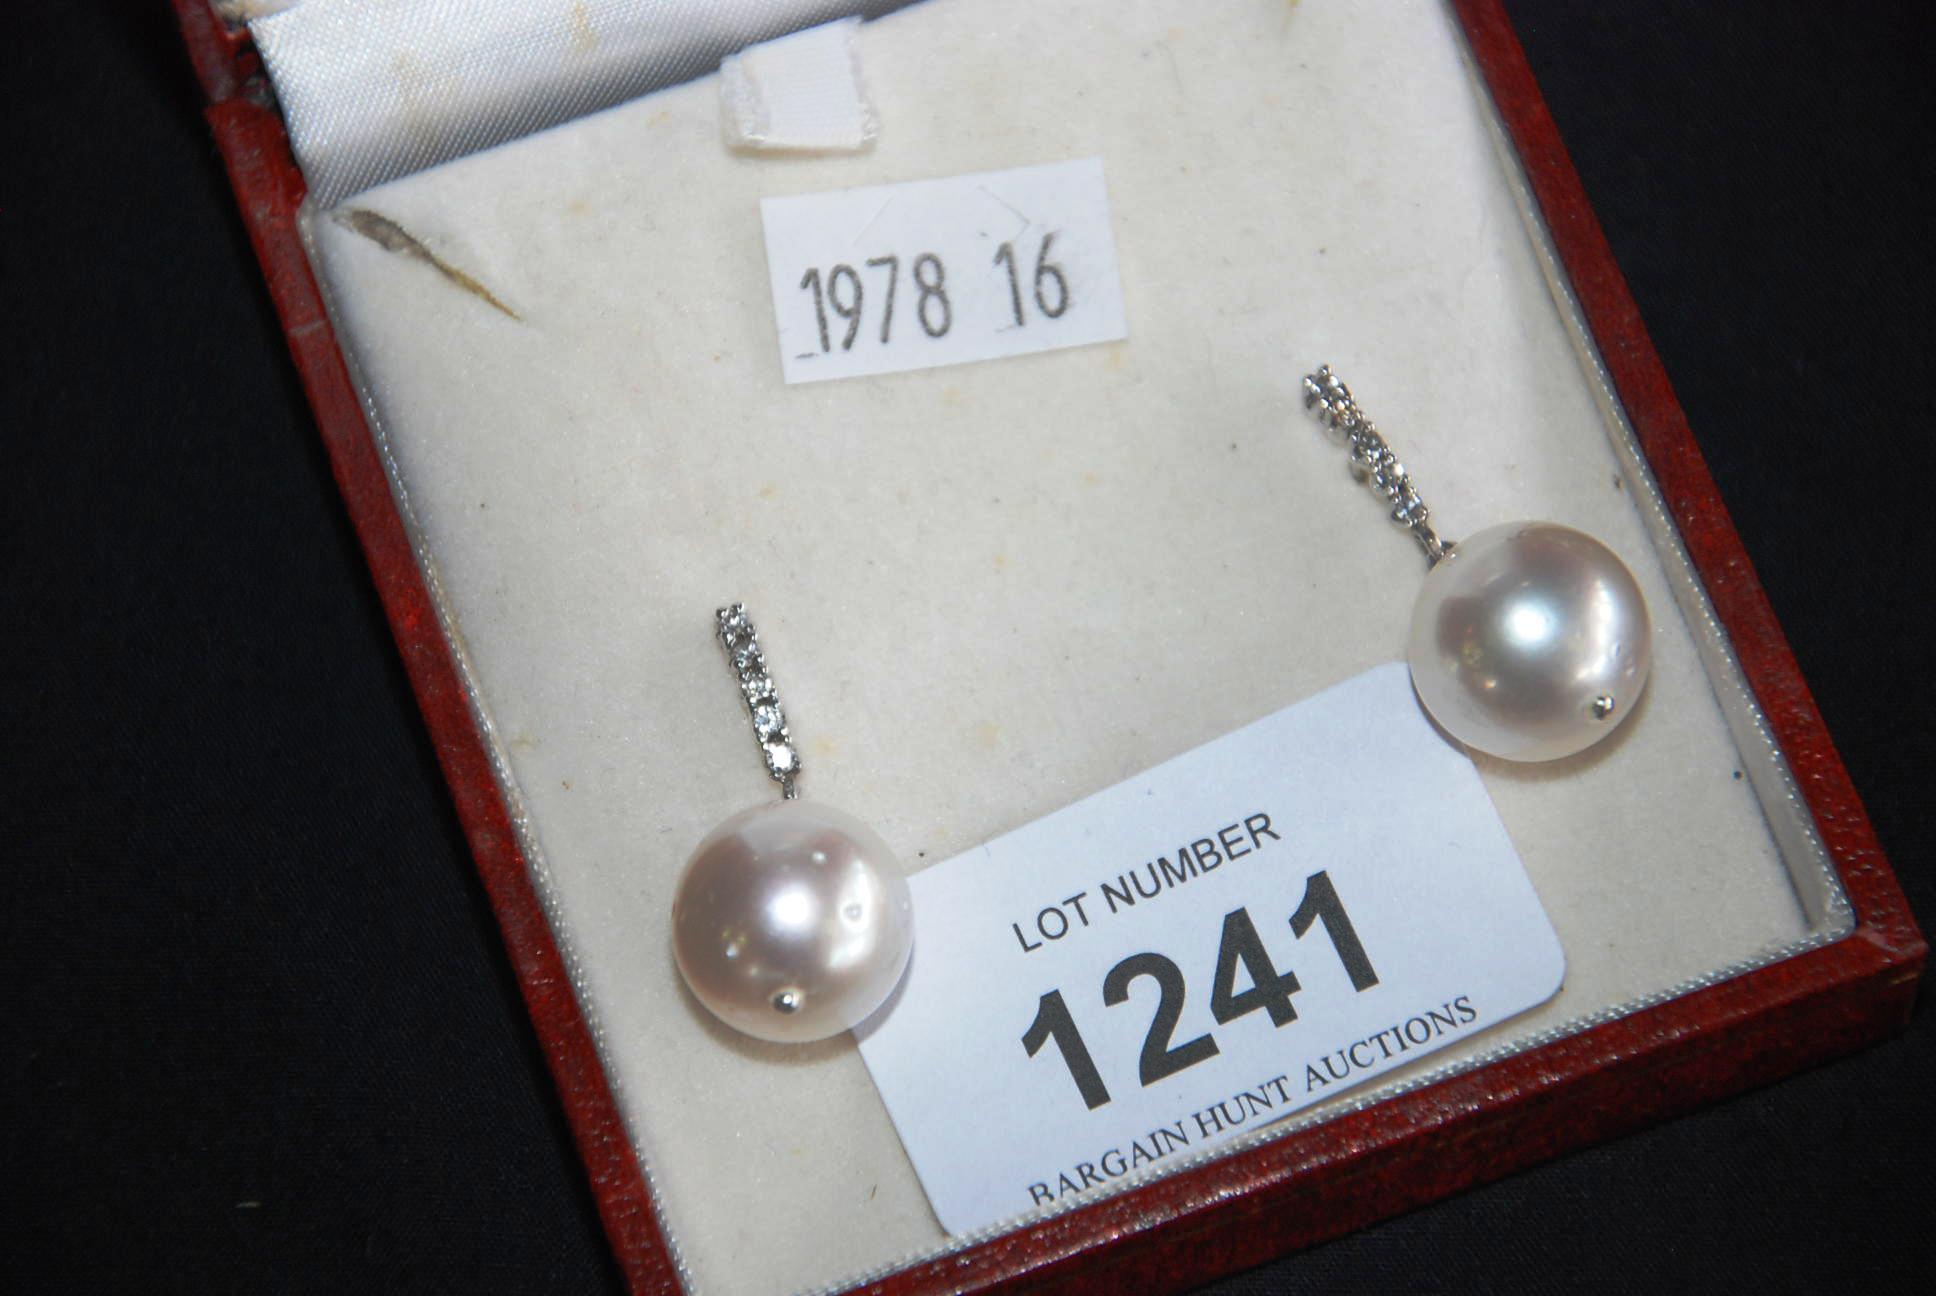 1978 16
LOT NUMBER
1241
BARGAIN HUNT AUCTIONS